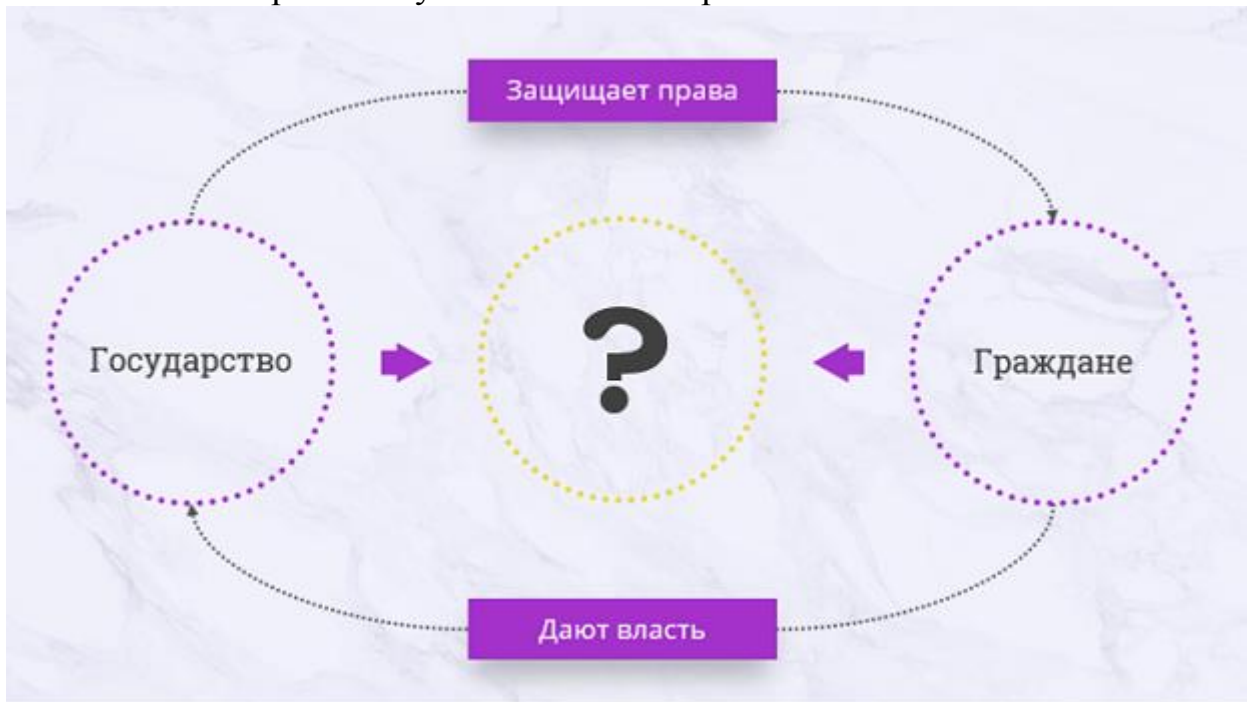 Защищает права
Государство
?
Граждане
Дают власть